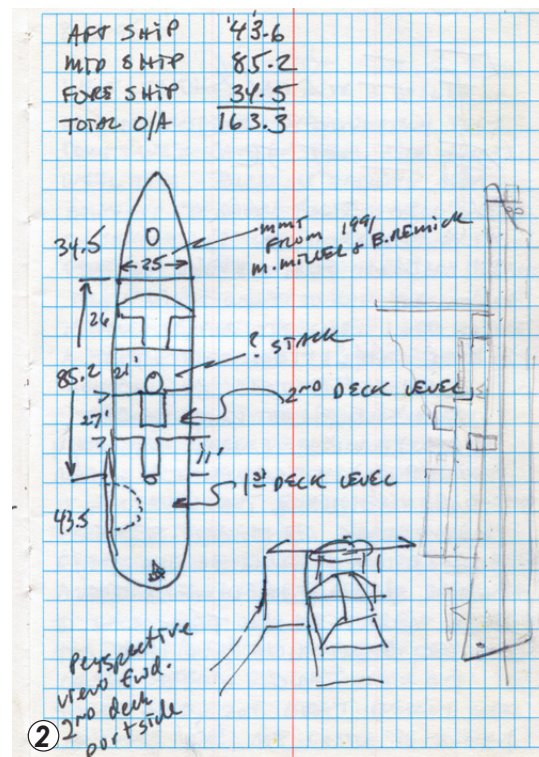 AFT SHIP 43.6
MID SHIP 85.2
FORE SHIP 34.5
TOTAL O/A 163.3
34.5
mmt
FROM 1991
M. MILLER & B. REMICK
25
26
? STACK
85.2
21'
2ND DECK LEVEL
27'
11'
1st DECK LEVEL
43.5
Perspective
view fwd.
2ND deck
portside
2